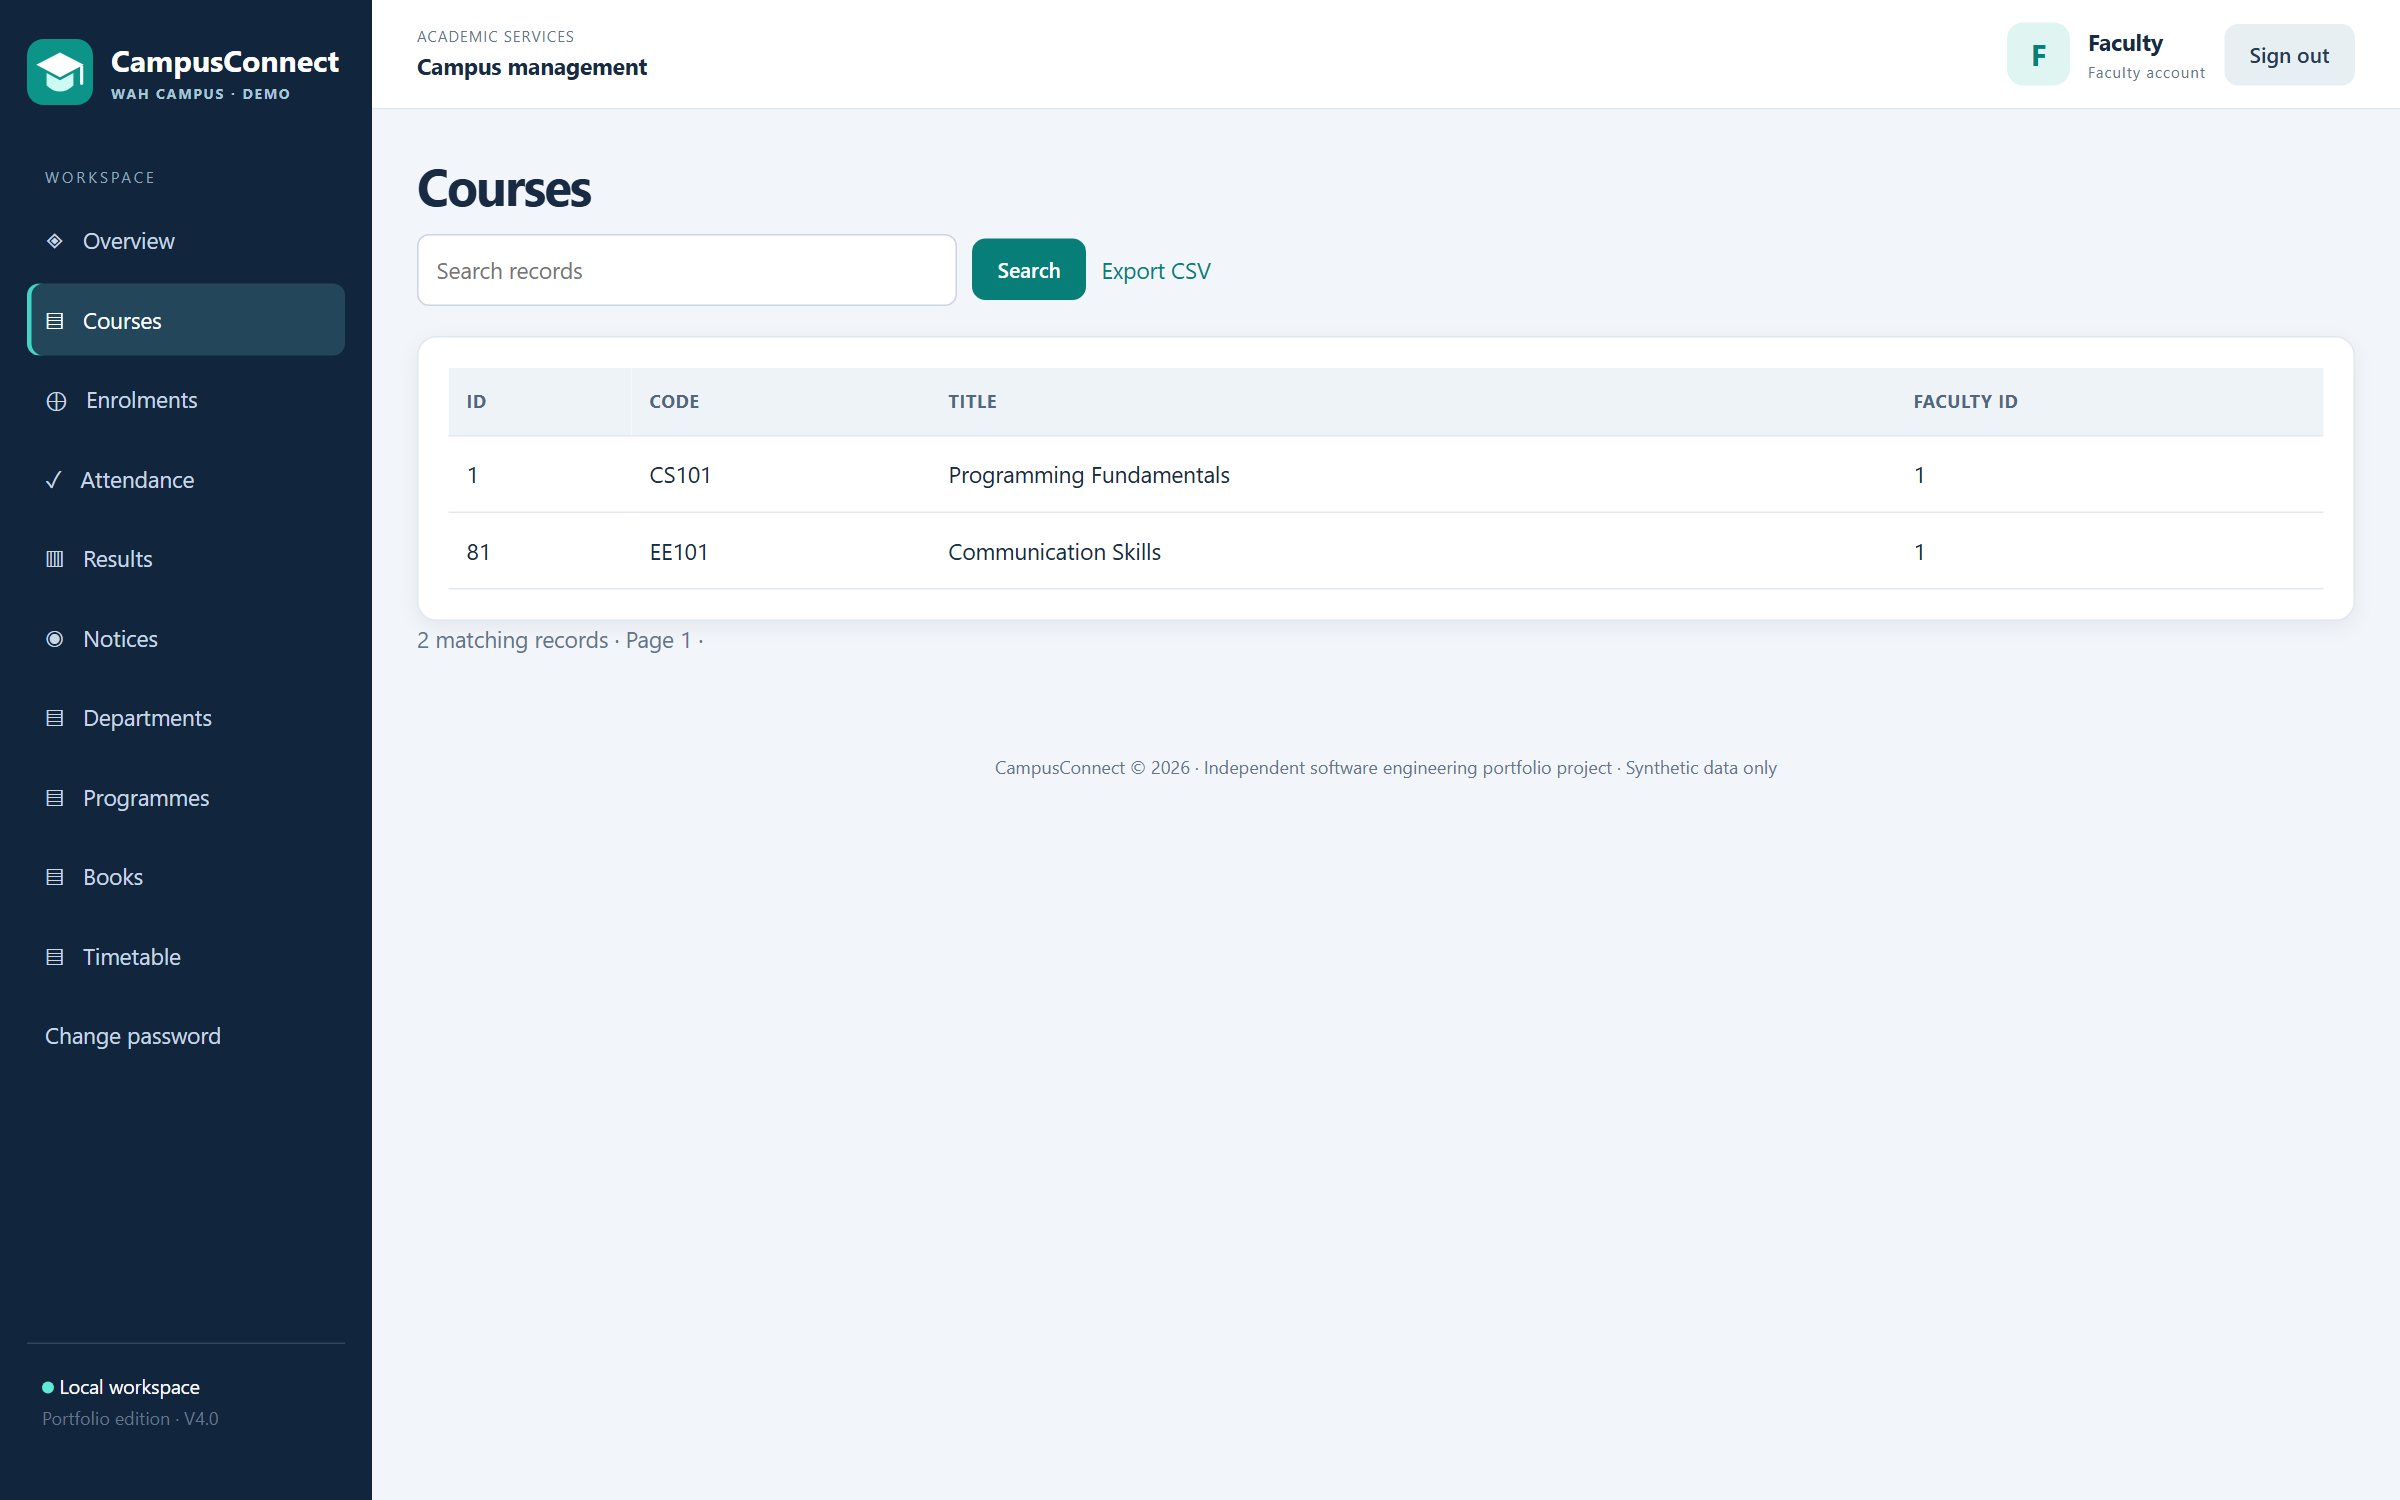 CampusConnect
WAH CAMPUS · DEMO
WORKSPACE
Overview
Courses
Enrolments
Attendance
Results
Notices
Departments
Programmes
Books
Timetable
Change password
Local workspace
Portfolio edition · V4.0
ACADEMIC SERVICES
Campus management
F
Faculty
Faculty account
Sign out
Courses
Search records
Search
Export CSV
ID CODE TITLE FACULTY ID
1 CS101 Programming Fundamentals 1
81 EE101 Communication Skills 1
2 matching records · Page 1 ·
CampusConnect © 2026 · Independent software engineering portfolio project · Synthetic data only